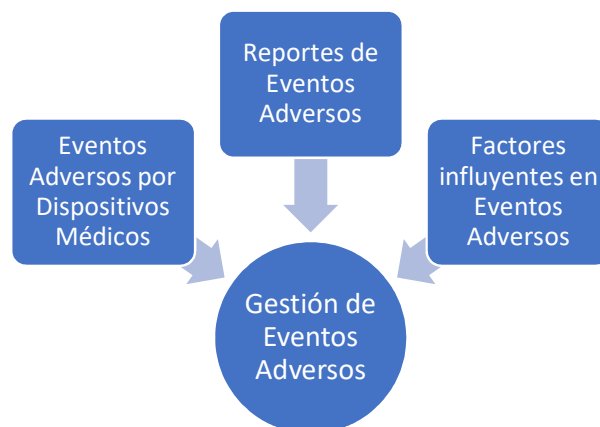 Reportes de
Eventos
Adversos
Eventos
Adversos por
Dispositivos
Médicos
Factores
influyentes en
Eventos
Adversos
Gestión de
Eventos
Adversos